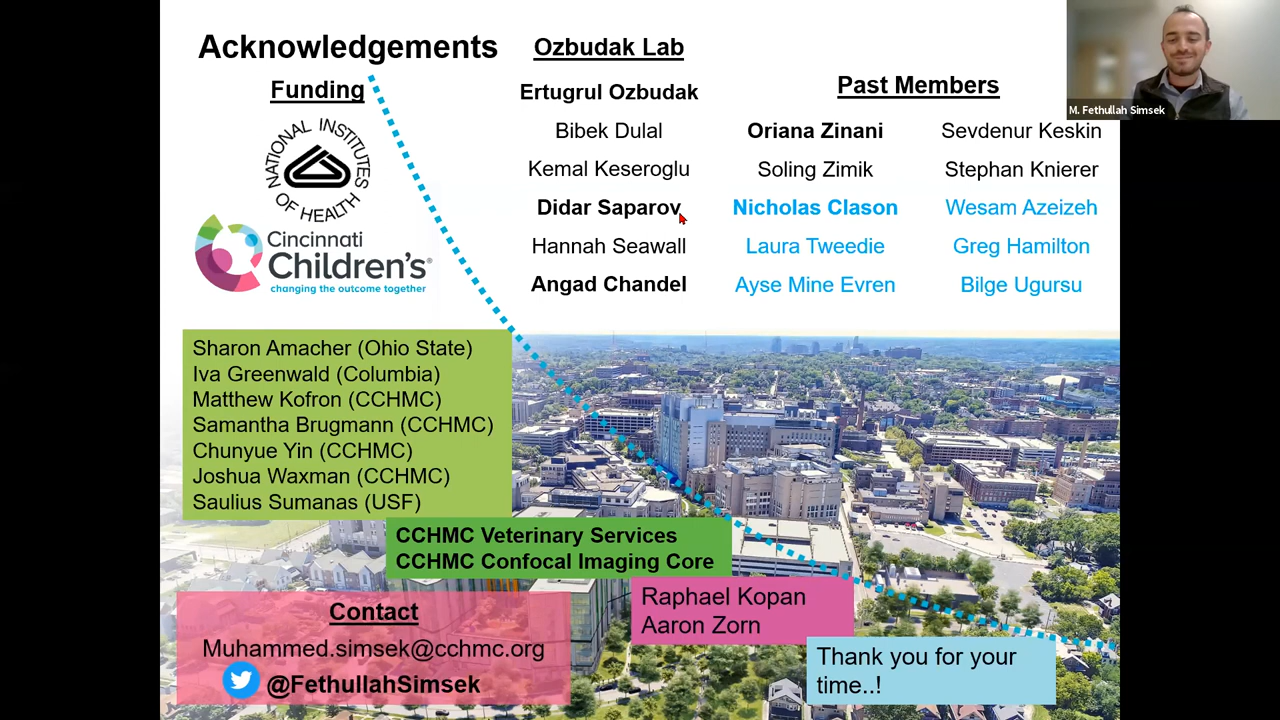 Acknowledgements
Funding
NATIONAL INSTITUTES
OF HEALTH
Cincinnati
Children's®
changing the outcome together
Ozbudak Lab
Ertugrul Ozbudak
Bibek Dulal
Kemal Keseroglu
Didar Saparov
Hannah Seawall
Angad Chandel
Past Members
Oriana Zinani
Soling Zimik
Nicholas Clason
Laura Tweedie
Ayse Mine Evren
Sevdenur Keskin
Stephan Knierer
Wesam Azeizeh
Greg Hamilton
Bilge Ugursu
M. Fethullah Simsek
Sharon Amacher (Ohio State)
Iva Greenwald (Columbia)
Matthew Kofron (CCHMC)
Samantha Brugmann (CCHMC)
Chunyue Yin (CCHMC)
Joshua Waxman (CCHMC)
Saulius Sumanas (USF)
CCHMC Veterinary Services
CCHMC Confocal Imaging Core
Raphael Kopan
Aaron Zorn
Contact
Muhammed.simsek@cchmc.org
@FethullahSimsek
Thank you for your
time..!